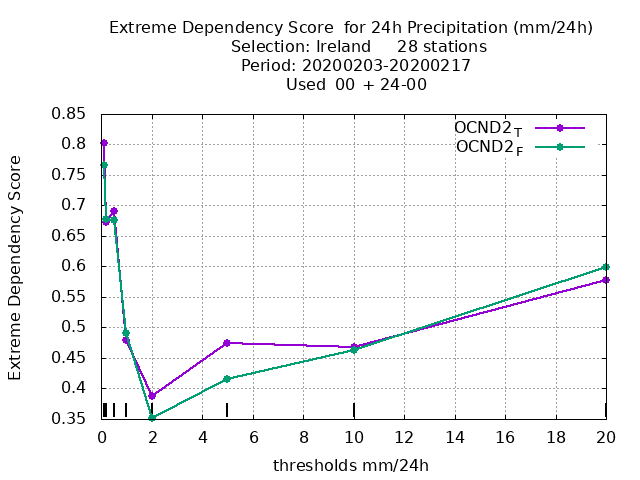 Extreme Dependency Score  for 24h Precipitation (mm/24h)
Selection: Ireland     28 stations
Period: 20200203-20200217
Used  00  + 24-00
OCND2T
OCND2F
Extreme Dependency Score
0.85
0.8
0.75
0.7
0.65
0.6
0.55
0.5
0.45
0.4
0.35
0 2 4 6 8 10 12 14 16 18 20
thresholds mm/24h